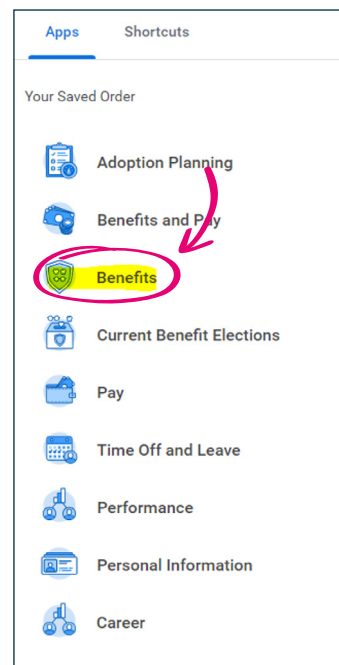 Apps Shortcuts
Your Saved Order
Adoption Planning
Benefits and Pay
Benefits
Current Benefit Elections
Pay
Time Off and Leave
Performance
Personal Information
Career